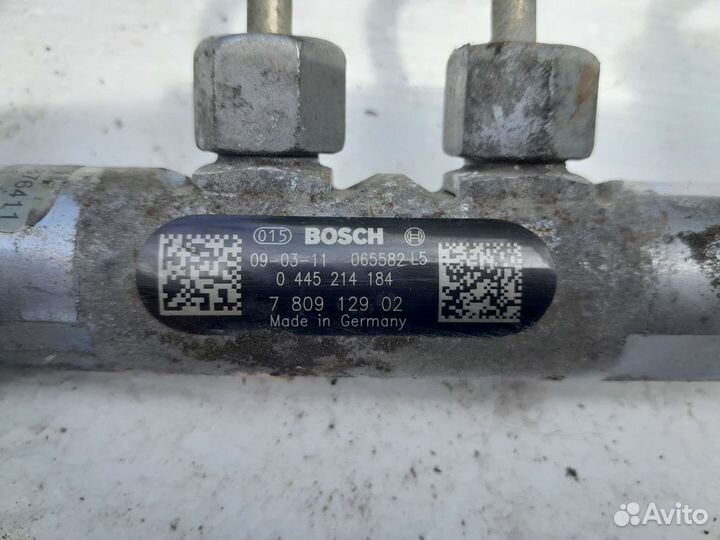 76411
015 BOSCH
09-03-11 065582 L5
0 445 214 184
7 809 129 02
Made in Germany
Avito